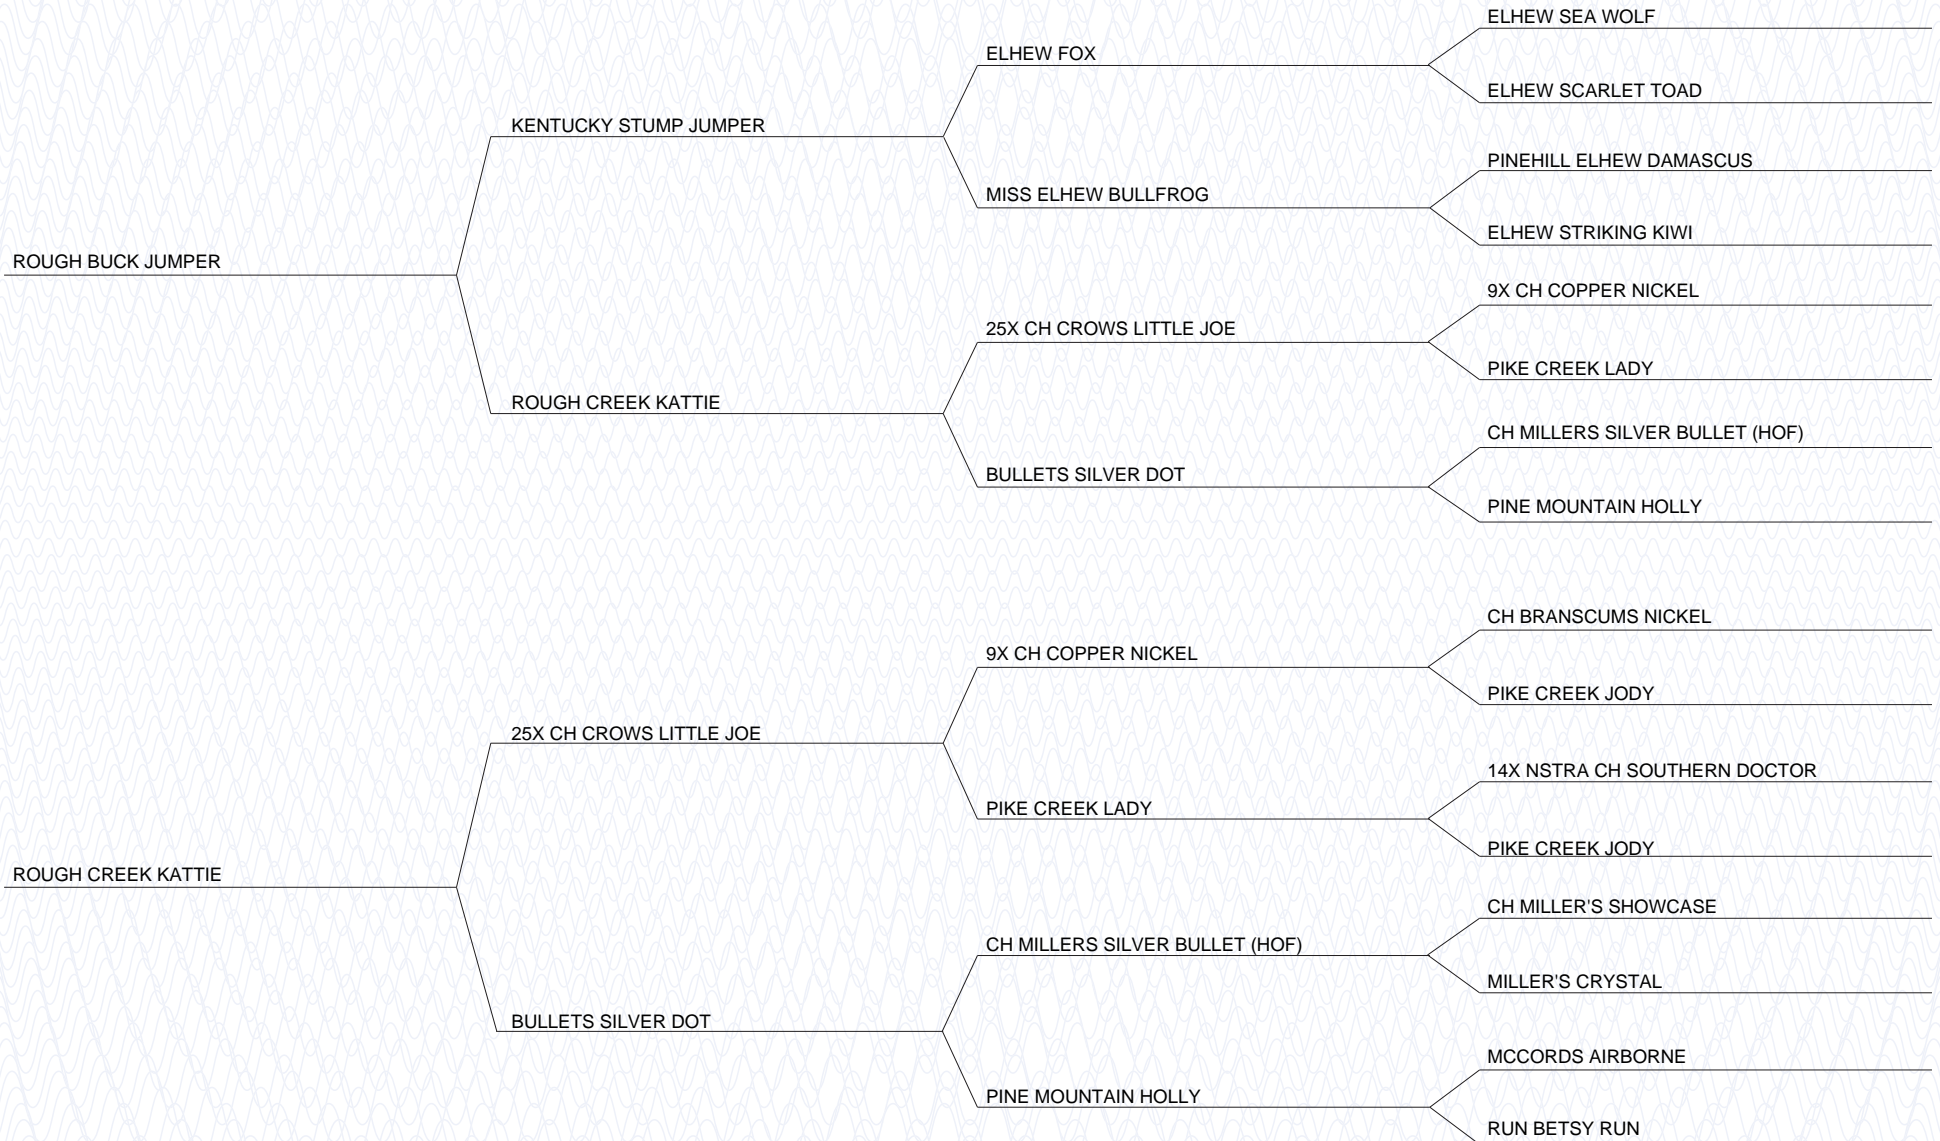 ELHEW SEA WOLF
ELHEW FOX
ELHEW SCARLET TOAD
KENTUCKY STUMP JUMPER
PINEHILL ELHEW DAMASCUS
MISS ELHEW BULLFROG
ELHEW STRIKING KIWI
ROUGH BUCK JUMPER
9X CH COPPER NICKEL
25X CH CROWS LITTLE JOE
PIKE CREEK LADY
ROUGH CREEK KATTIE
CH MILLERS SILVER BULLET (HOF)
BULLETS SILVER DOT
PINE MOUNTAIN HOLLY
CH BRANSCUMS NICKEL
9X CH COPPER NICKEL
PIKE CREEK JODY
25X CH CROWS LITTLE JOE
14X NSTRA CH SOUTHERN DOCTOR
PIKE CREEK LADY
PIKE CREEK JODY
ROUGH CREEK KATTIE
CH MILLER'S SHOWCASE
CH MILLERS SILVER BULLET (HOF)
MILLER'S CRYSTAL
BULLETS SILVER DOT
MCCORDS AIRBORNE
PINE MOUNTAIN HOLLY
RUN BETSY RUN